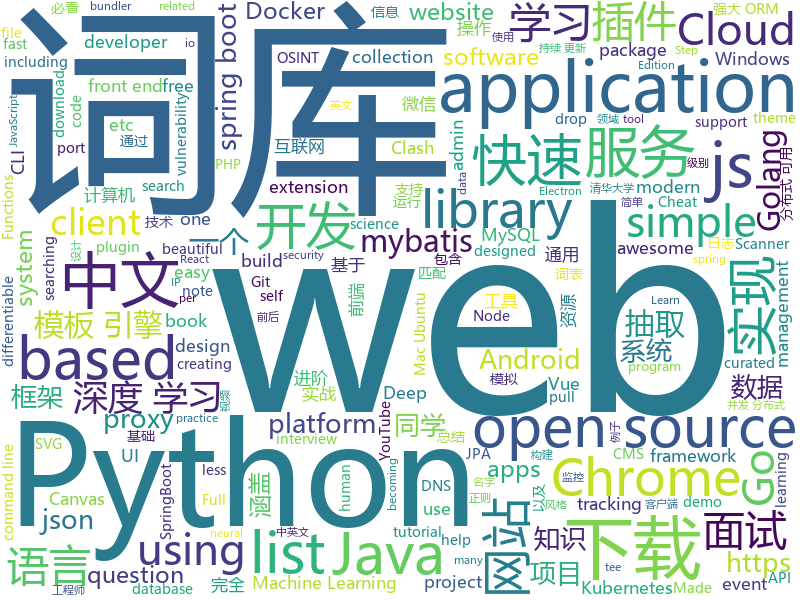 必看 bundler related
file fast including
developer
Docker
website
学习
插件
Cloud
强大 ORM
信息 操作 持续 更新 Step
front end free
download code
etc
spring boot
OSINT collection
software
package
Windows
使用 Edition
JavaScript
CLI
port 通过
vulnerability
PHP
互联网
微信
Clash
admin
英文
drop
领域 tool
support
theme
词库
application
Functions
计算机
search
extension
支持 运行
data
science
快速
服务
js
Golang
分布式 可用
级别
client
开发
library
simple
Electron 清华大学 简单
modern Cheat
system
技术 one
plugin
beautiful
设计 React
searching
一个
mybatis
MySQL
designed
awesome
日志 Scanner
spring
security
中文
easy
IP
per
build
Git
self
基于
匹配
包含
通用
词表
实现
management
differentiable
模板 引擎
note
book
前端
Mac Ubuntu
工具
Node
资源
抽取
系统
curated
Learn
program
前后
based
design
creating
web
Android
模拟
Vue
pull
数据
并发 分布式
框架
深度 学习
进阶
实战
Deep
proxy
platform
YouTube
同学
总结
interview
JPA
构建
framework
CMS
例子
io
command line
SVG
UI
基础
视频
Canvas
practice
SpringBoot
涵盖
less
human
DNS
becoming
open source
apps
监控
风格
客户端
learning
Python
json
using
list
Java
Go
网站
面试
tracking
demo
名字
正则
知识
https
语言
question
Full
use
tutorial
help
项目
event
API
database
完全
工程师
neural
Machine Learning
中英文
many
project
Kubernetes
Made
以及
tee